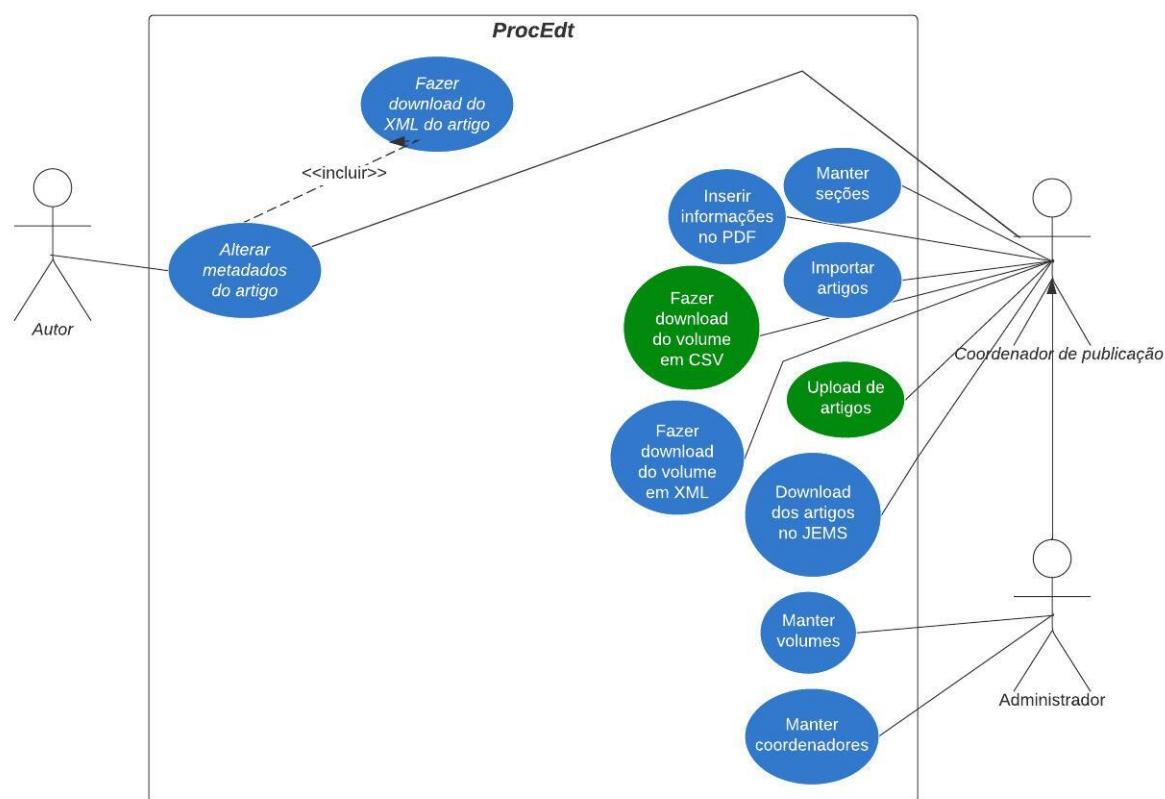 ProcEdt
Fazer
download do
XML do artigo
<<incluir>>
Alterar
metadados
do artigo
Autor
Manter
seções
Inserir
informações
no PDF
Importar
artigos
Fazer
download
do volume
em CSV
Coordenador de publicação
Upload de
artigos
Fazer
download
do volume
em XML
Download
dos artigos
no JEMS
Manter
volumes
Administrador
Manter
coordenadores